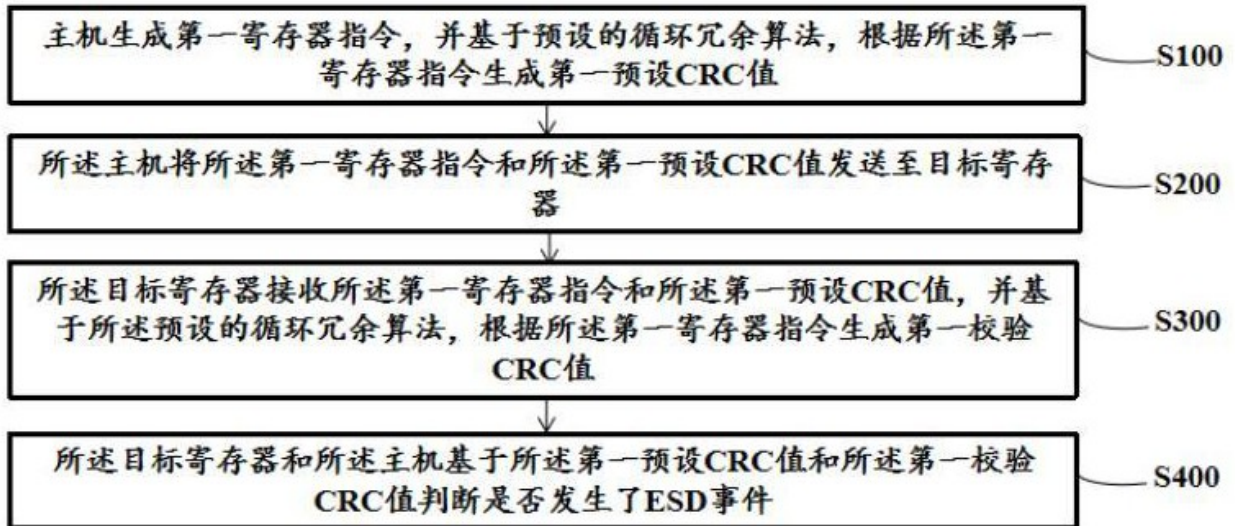 主机生成第一寄存器指令，并基于预设的循环冗余算法，根据所述第一
寄存器指令生成第一预设CRC值
S100
所述主机将所述第一寄存器指令和所述第一预设CRC值发送至目标寄存
器
S200
所述目标寄存器接收所述第一寄存器指令和所述第一预设CRC值，并基
于所述预设的循环冗余算法，根据所述第一寄存器指令生成第一校验
CRC值
S300
所述目标寄存器和所述主机基于所述第一预设CRC值和所述第一校验
CRC值判断是否发生了ESD事件
S400